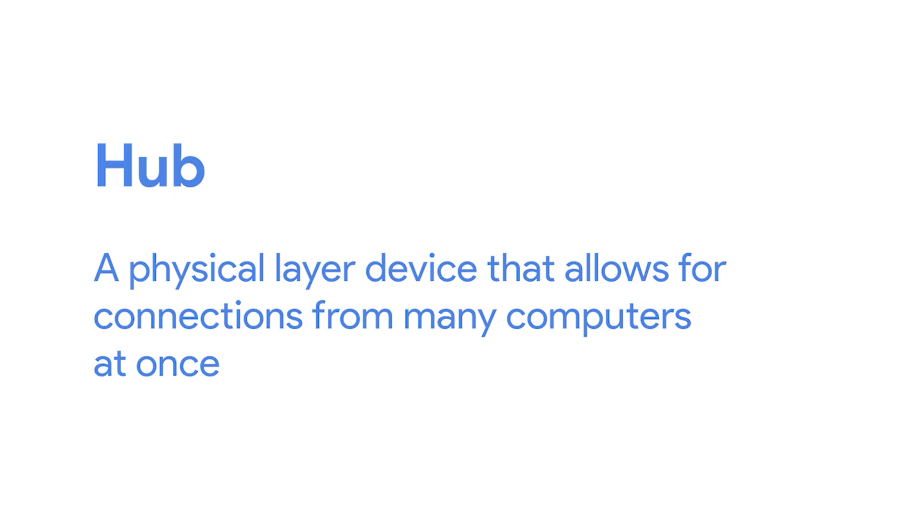 Hub
A physical layer device that allows for
connections from many computers
at once